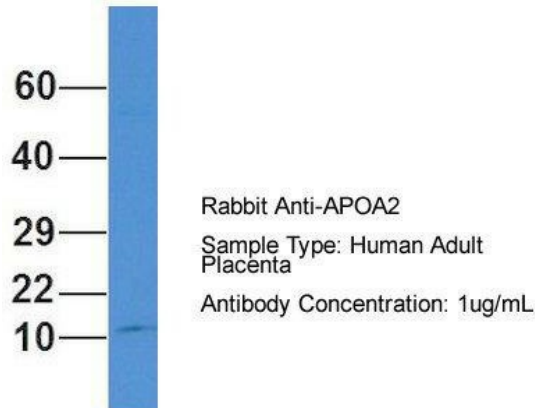 60
40
29
22
10
Rabbit Anti-APOA2
Sample Type: Human Adult
Placenta
Antibody Concentration: 1ug/mL